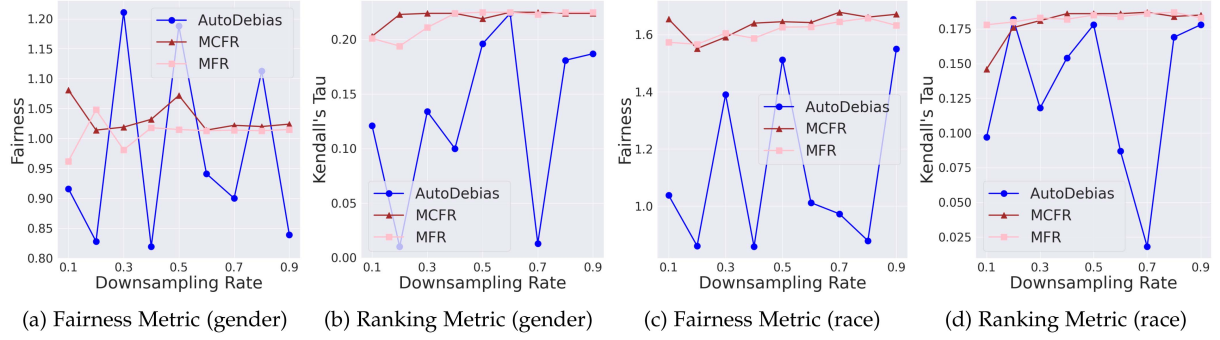 1.20
1.15
1.10
1.05
1.00
0.95
0.90
0.85
0.80
Fairness
AutoDebias
MCFR
MFR
0.1 0.3 0.5 0.7 0.9
Downsampling Rate
(a) Fairness Metric (gender)
0.20
0.15
0.10
0.05
0.00
Kendall's Tau
AutoDebias
MCFR
MFR
0.1 0.3 0.5 0.7 0.9
Downsampling Rate
(b) Ranking Metric (gender)
1.6
1.4
1.2
1.0
Fairness
AutoDebias
MCFR
MFR
0.1 0.3 0.5 0.7 0.9
Downsampling Rate
(c) Fairness Metric (race)
0.175
0.150
0.125
0.100
0.075
0.050
0.025
Kendall's Tau
AutoDebias
MCFR
MFR
0.1 0.3 0.5 0.7 0.9
Downsampling Rate
(d) Ranking Metric (race)